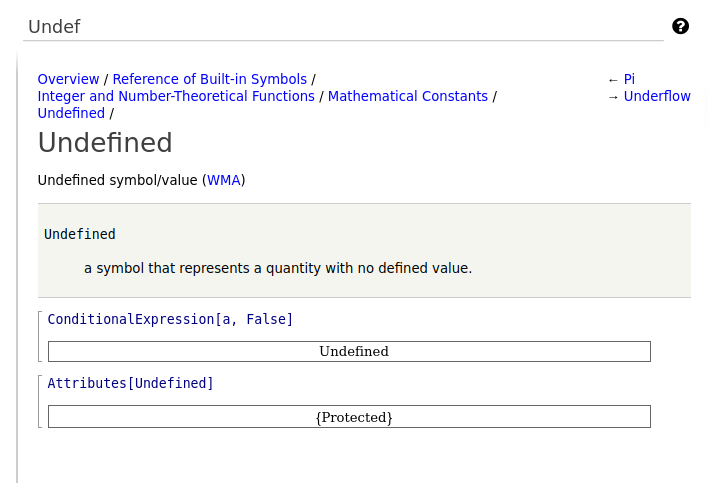 Undef
Overview / Reference of Built-in Symbols /
← Pi
Integer and Number-Theoretical Functions / Mathematical Constants /
→ Underflow
Undefined /
Undefined
Undefined symbol/value (WMA)
Undefined
a symbol that represents a quantity with no defined value.
ConditionalExpression[a, False]
Undefined
Attributes[Undefined]
{Protected}